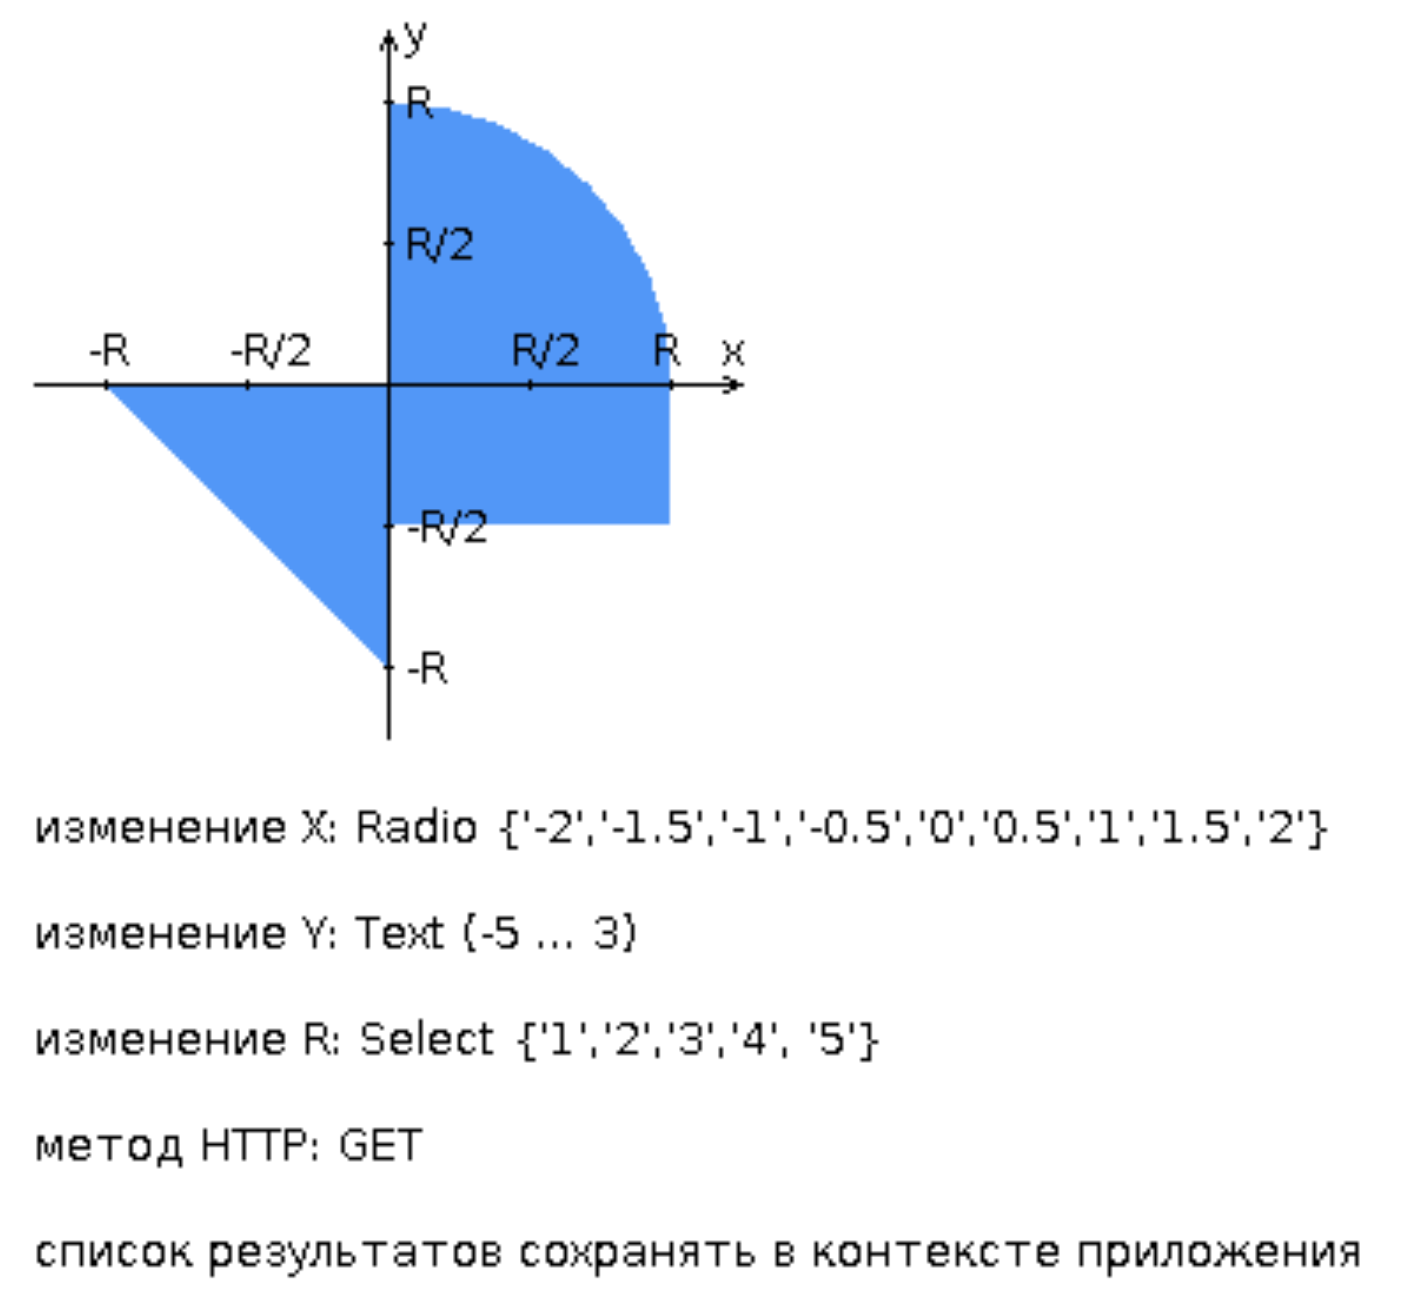 y
R
R/2
-R -R/2 R/2 R x
-R/2
-R
изменение X: Radio {'-2','-1.5','-1','-0.5','0','0.5','1','1.5','2'}
изменение Y: Text (-5 ... 3)
изменение R: Select {'1','2','3','4', '5'}
метод HTTP: GET
список результатов сохранять в контексте приложения